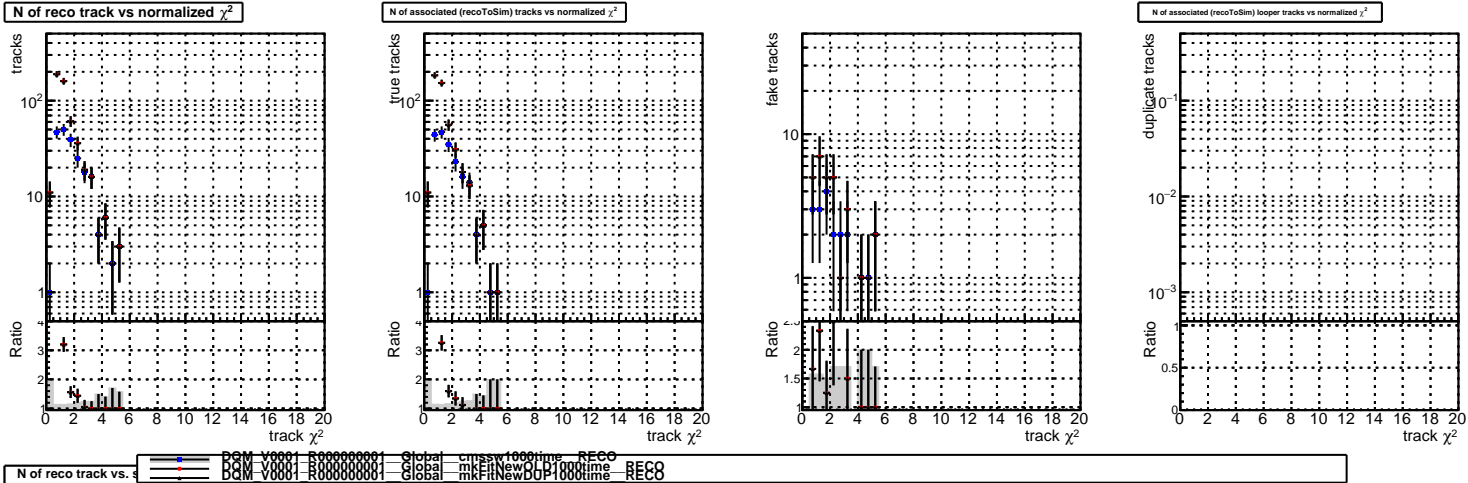 N of reco track vs normalized χ²
N of associated (recoToSim) tracks vs normalized χ²
N of associated (recoToSim) looper tracks vs normalized χ²
tracks
10²
10
1
Ratio
4
3
2
1
0 2 4 6 8 10 12 14 16 18 20
track χ²
true tracks
10²
10
1
Ratio
4
3
2
1
0 2 4 6 8 10 12 14 16 18 20
track χ²
fake tracks
10
1
Ratio
2.5
2
1.5
1
0 2 4 6 8 10 12 14 16 18 20
track χ²
duplicate tracks
10⁻¹
10⁻²
10⁻³
Ratio
1
0.5
0
0 2 4 6 8 10 12 14 16 18 20
track χ²
DQM_V0001_R000000001__Global__cmssw1000time__RECO
DQM_V0001_R000000001__Global__mkFitNewOLD1000time__RECO
DQM_V0001_R000000001__Global__mkFitNewDUP1000time__RECO
N of reco track vs.